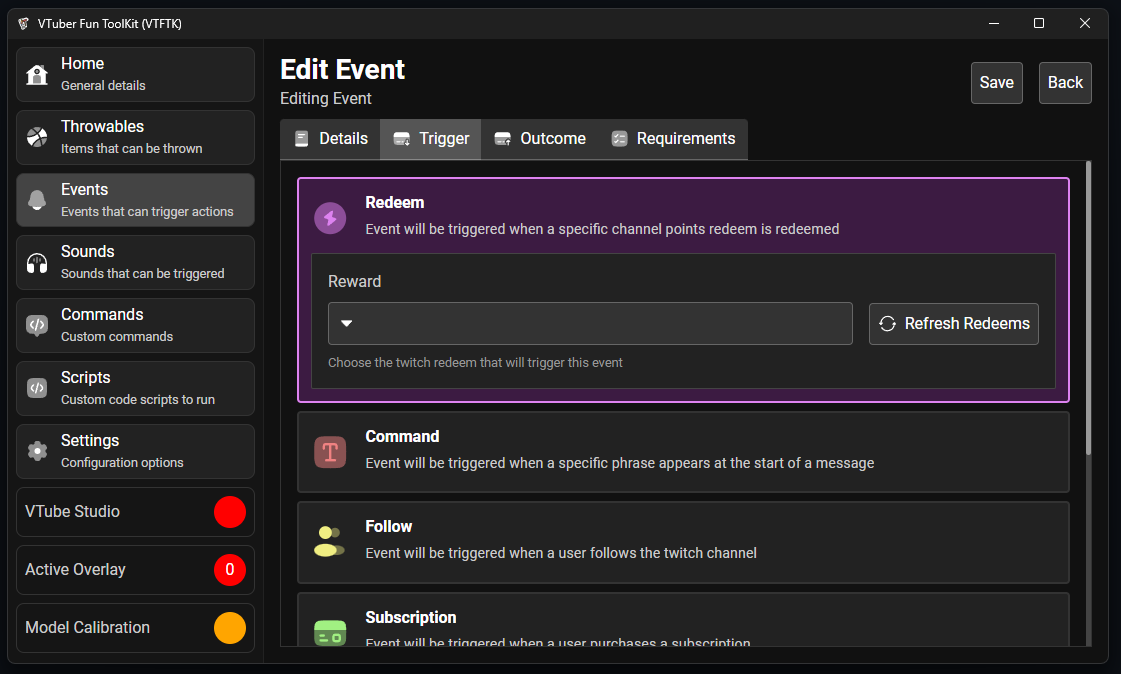 VTuber Fun ToolKit (VTFTK)
Home
General details
Throwables
Items that can be thrown
Events
Events that can trigger actions
Sounds
Sounds that can be triggered
Commands
Custom commands
Scripts
Custom code scripts to run
Settings
Configuration options
VTube Studio
Active Overlay 0
Model Calibration
Edit Event
Editing Event
Save Back
Details Trigger Outcome Requirements
Redeem
Event will be triggered when a specific channel points redeem is redeemed
Reward
Refresh Redeems
Choose the twitch redeem that will trigger this event
Command
Event will be triggered when a specific phrase appears at the start of a message
Follow
Event will be triggered when a user follows the twitch channel
Subscription
Event will be triggered when a user purchases a subscription